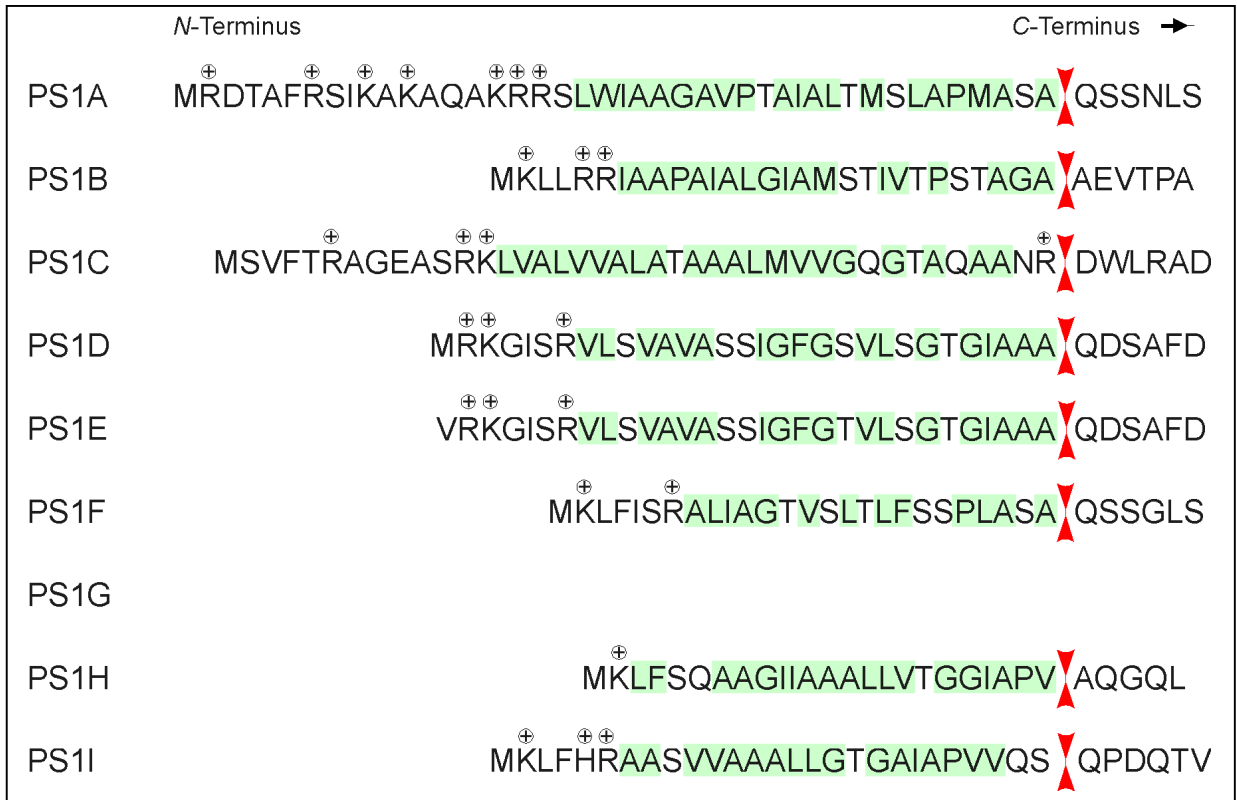 N-Terminus C-Terminus
PS1A MRDTAFRSIKAKAQAKRRSLWIAAGAVPTAIALTMSLAPMASA QSSNLS
PS1B MKLLRRIAAPAIALGIAMSTIVTPSTAGA AEVTPA
PS1C MSVFTRAGEASRKLVALVVALATAAALMVVGQGTAQAANR DWLRAD
PS1D MRKGISRVLSVAVASSIGFGSVLSGTGIAAA QDSAFD
PS1E VRKGISRVLSVAVASSIGFGTVLSGTGIAAA QDSAFD
PS1F MKLFISRALIAGTVSLTLFSSPLASA QSSGLS
PS1G
PS1H MKLFSQAAGIIAAALLVTGGIAPV AQGQL
PS1I MKLFHRAASVVAAALLGTGAIAPVVQS QPDQTV